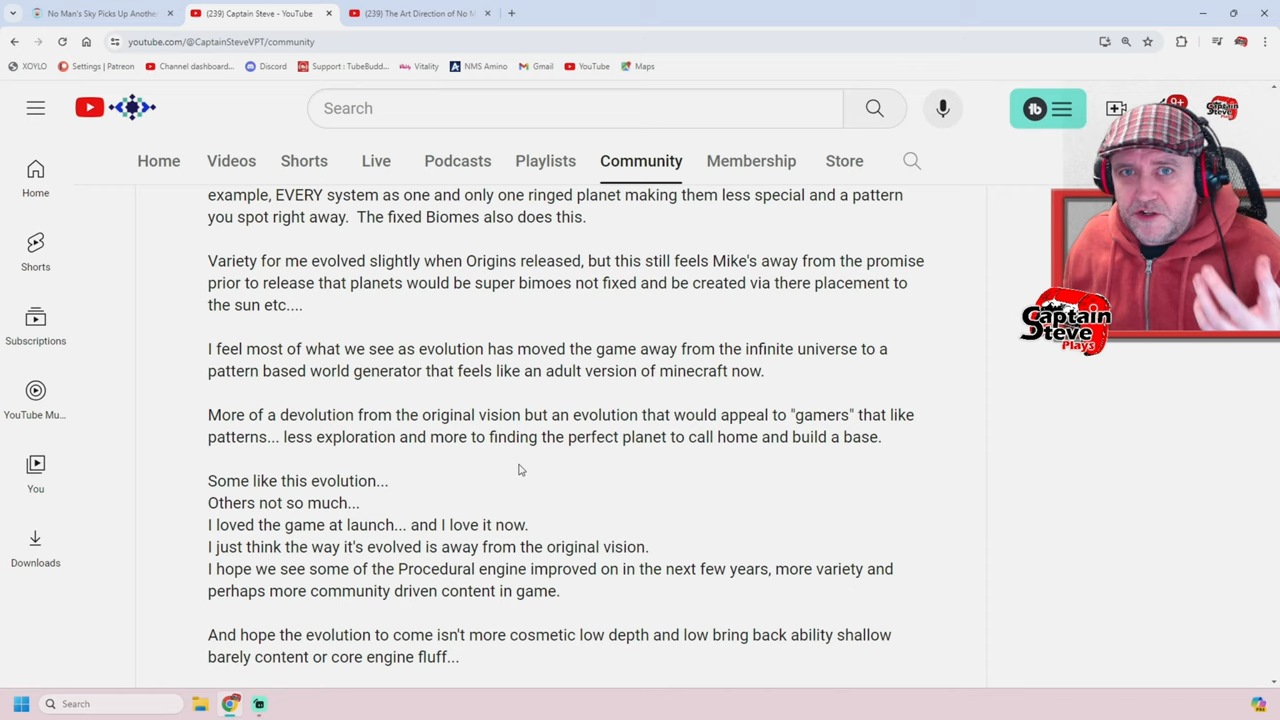 No Man's Sky Picks Up Anothe
(239) Captain Steve - YouTube
(239) The Art Direction of No M
youtube.com/@CaptainSteveVPT/community
XOYLO
Settings | Patreon
Channel dashboard...
Discord
Support : TubeBudd...
Vitality
NMS Amino
Gmail
YouTube
Maps
Search
tb
9+
Home
Videos
Shorts
Live
Podcasts
Playlists
Community
Membership
Store
Home
Shorts
Subscriptions
YouTube Mu...
You
Downloads
example, EVERY system as one and only one ringed planet making them less special and a pattern
you spot right away. The fixed Biomes also does this.
Variety for me evolved slightly when Origins released, but this still feels Mike's away from the promise
prior to release that planets would be super bimoes not fixed and be created via there placement to
the sun etc....
I feel most of what we see as evolution has moved the game away from the infinite universe to a
pattern based world generator that feels like an adult version of minecraft now.
More of a devolution from the original vision but an evolution that would appeal to "gamers" that like
patterns... less exploration and more to finding the perfect planet to call home and build a base.
Some like this evolution...
Others not so much...
I loved the game at launch... and I love it now.
I just think the way it's evolved is away from the original vision.
I hope we see some of the Procedural engine improved on in the next few years, more variety and
perhaps more community driven content in game.
And hope the evolution to come isn't more cosmetic low depth and low bring back ability shallow
barely content or core engine fluff...
Captain
Steve
Plays
Search